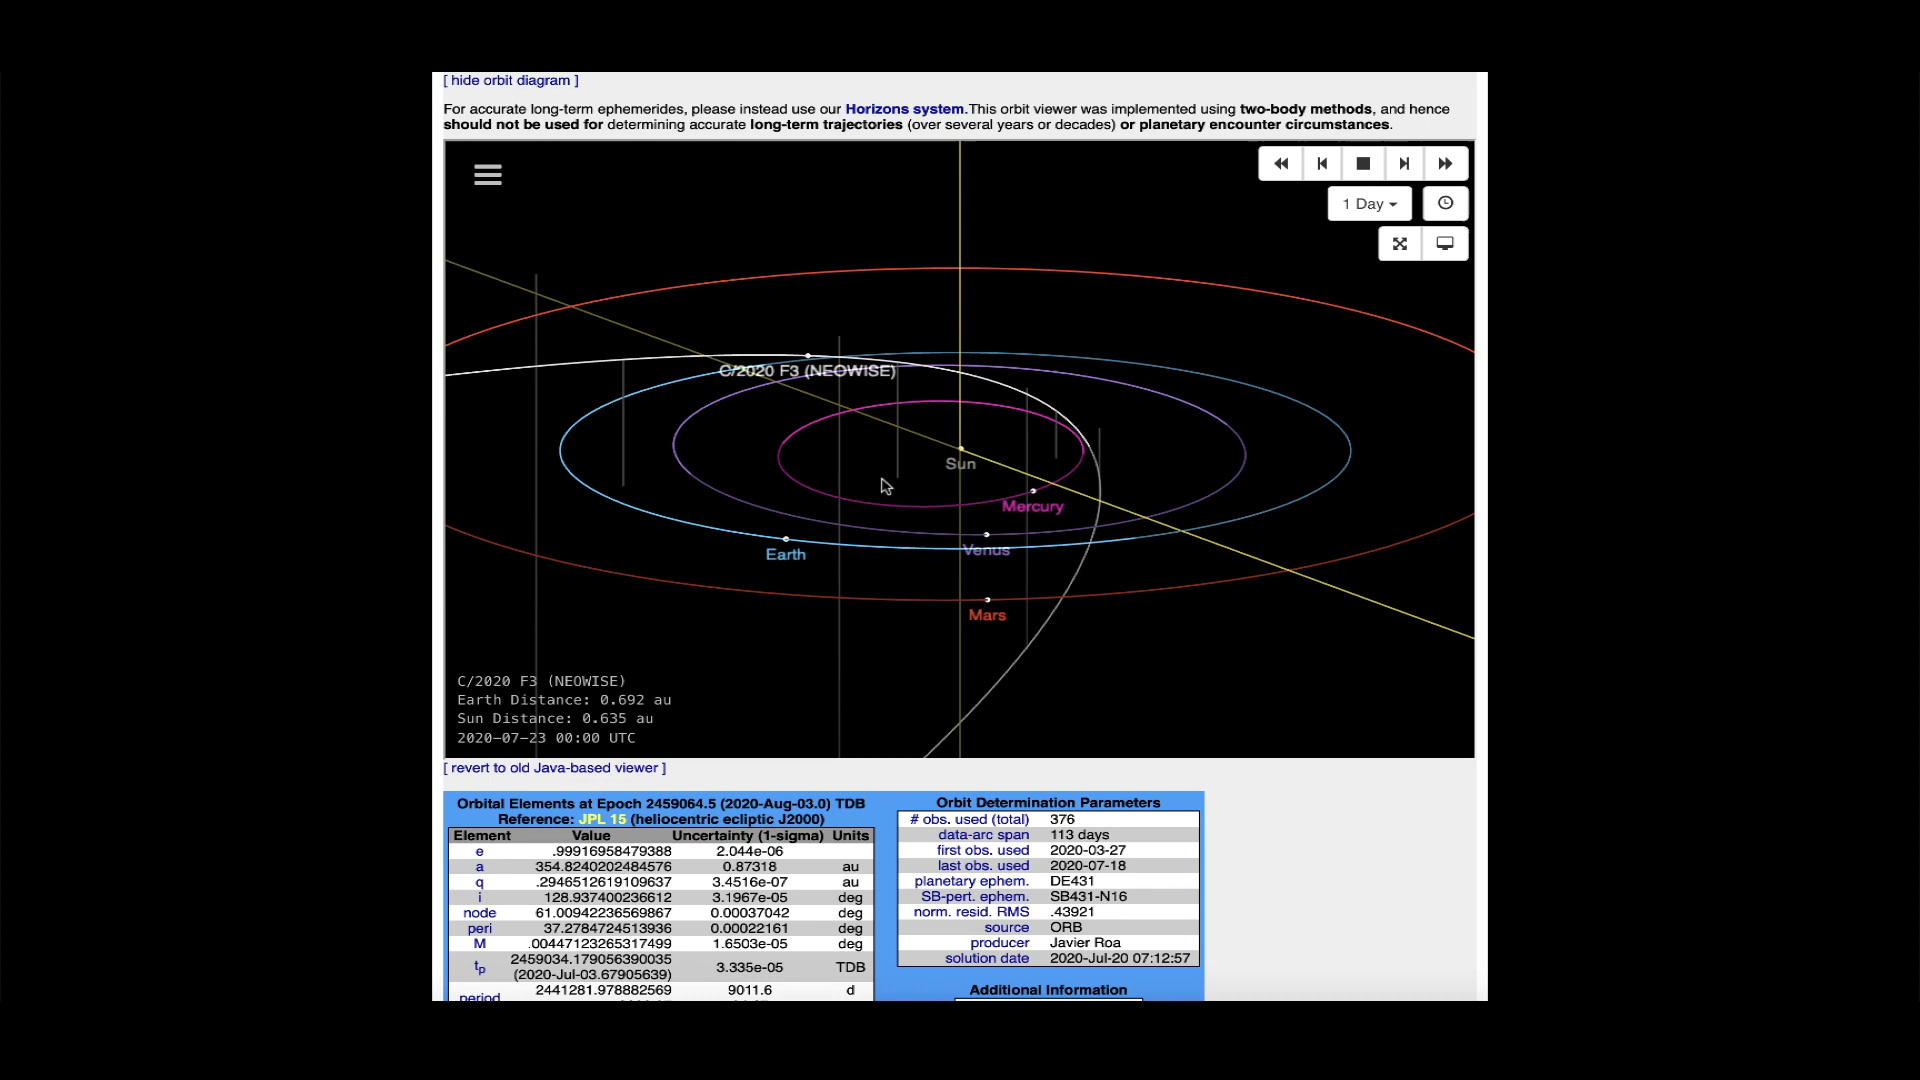 [ hide orbit diagram ]
For accurate long-term ephemerides, please instead use our Horizons system.This orbit viewer was implemented using two-body methods, and hence
should not be used for determining accurate long-term trajectories (over several years or decades) or planetary encounter circumstances.
1 Day
C/2020 F3 (NEOWISE)
Sun
Mercury
Venus
Earth
Mars
C/2020 F3 (NEOWISE)
Earth Distance: 0.692 au
Sun Distance: 0.635 au
2020-07-23 00:00 UTC
[ revert to old Java-based viewer ]
Orbital Elements at Epoch 2459064.5 (2020-Aug-03.0) TDB
Reference: JPL 15 (heliocentric ecliptic J2000)
Element Value Uncertainty (1-sigma) Units
e .99916958479388 2.044e-06
a 354.8240202484576 0.87318 au
q .2946512619109637 3.4516e-07 au
i 128.937400236612 3.1967e-05 deg
node 61.00942236569867 0.00037042 deg
peri 37.2784724513936 0.00022161 deg
M .00447123265317499 1.6503e-05 deg
tp 2459034.179056390035 3.335e-05 TDB
(2020-Jul-03.67905639)
period 2441281.978882569 9011.6 d
Orbit Determination Parameters
# obs. used (total) 376
data-arc span 113 days
first obs. used 2020-03-27
last obs. used 2020-07-18
planetary ephem. DE431
SB-pert. ephem. SB431-N16
norm. resid. RMS .43921
source ORB
producer Javier Roa
solution date 2020-Jul-20 07:12:57
Additional Information